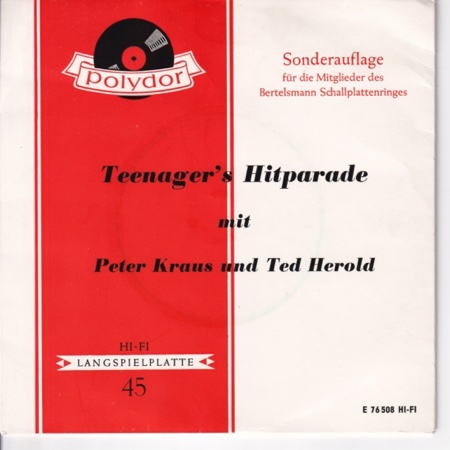 polydor
Sonderauflage
für die Mitglieder des
Bertelsmann Schallplattenringes
Teenager's Hitparade
mit
Peter Kraus und Ted Herold
HI-FI
LANGSPIELPLATTE
45
E 76 508 HI-FI